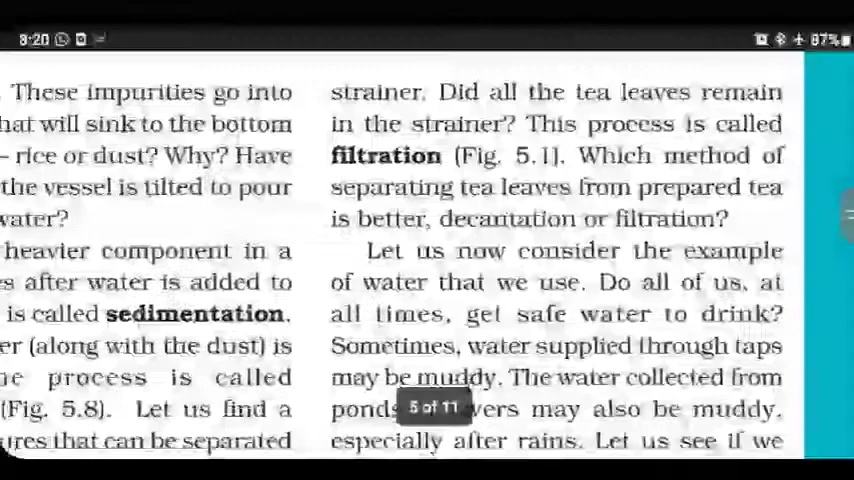 8:20
87%
. These impurities go into
hat will sink to the bottom
– rice or dust? Why? Have
the vessel is tilted to pour
water?
heavier component in a
s after water is added to
is called sedimentation.
er (along with the dust) is
e process is called
(Fig. 5.8). Let us find a
ures that can be separated
strainer. Did all the tea leaves remain
in the strainer? This process is called
filtration (Fig. 5.1). Which method of
separating tea leaves from prepared tea
is better, decantation or filtration?
Let us now consider the example
of water that we use. Do all of us, at
all times, get safe water to drink?
Sometimes, water supplied through taps
may be muddy. The water collected from
ponds vers may also be muddy,
especially after rains. Let us see if we
5 of 11